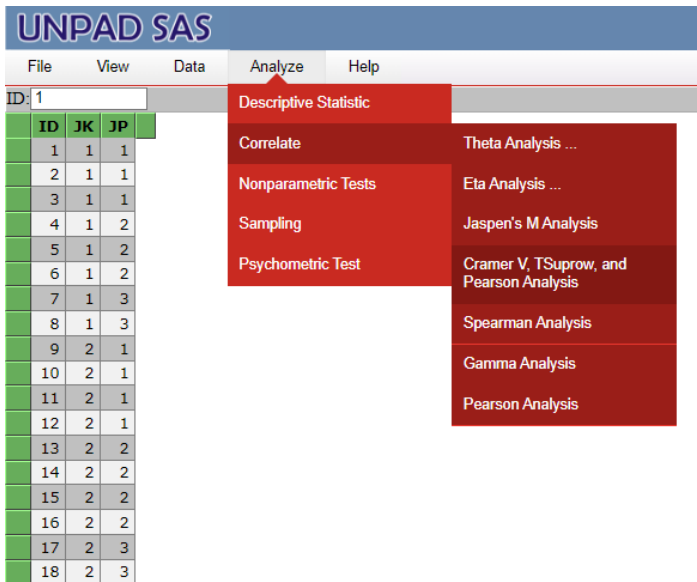 UNPAD SAS
File View Data Analyze Help
ID: 1
Descriptive Statistic
Correlate
Nonparametric Tests
Sampling
Psychometric Test
Theta Analysis ...
Eta Analysis ...
Jaspen's M Analysis
Cramer V, TSuprow, and
Pearson Analysis
Spearman Analysis
Gamma Analysis
Pearson Analysis
ID JK JP
1 1 1
2 1 1
3 1 1
4 1 2
5 1 2
6 1 2
7 1 3
8 1 3
9 2 1
10 2 1
11 2 1
12 2 1
13 2 2
14 2 2
15 2 2
16 2 2
17 2 3
18 2 3